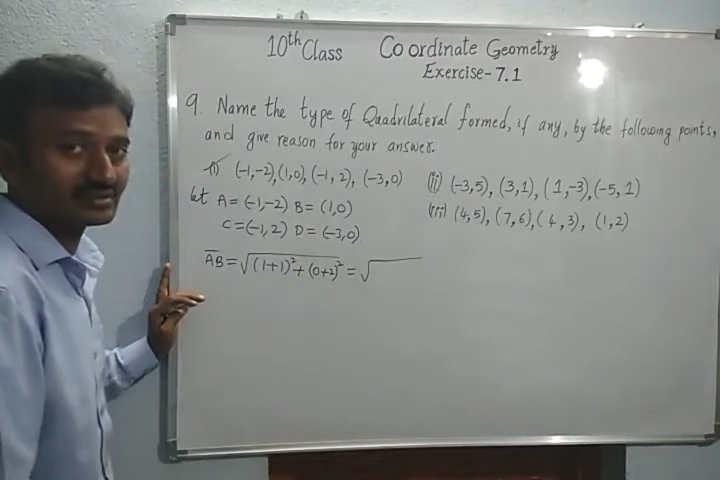 10th Class Coordinate Geometry
Exercise-7.1
9. Name the type of Quadrilateral formed, if any, by the following points,
and give reason for your answer.
(i) (-1,-2), (1,0), (-1, 2), (-3,0) (ii) (-3,5), (3,1), (1,-3), (-5, 1)
let A = (-1,-2) B = (1,0) (iii) (4,5), (7,6), (4,3), (1,2)
C = (-1,2) D = (-3,0)
A̅B̅ = √(1+1)²+(0+2)² = √